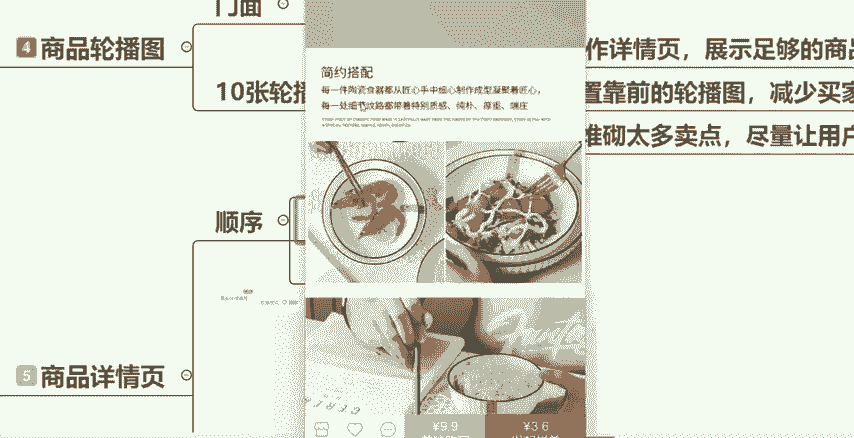 门面
4 商品轮播图
作详情页，展示足够的商品
10张轮播
置靠前的轮播图，减少买家
堆砌太多卖点，尽量让用户
简约搭配
每一件陶瓷食器都从匠心手中细心制作成型凝聚着匠心，
每一处细节纹路都带着特别质感、纯朴、厚重、端庄
顺序
5 商品详情页
¥9.9
¥3.6